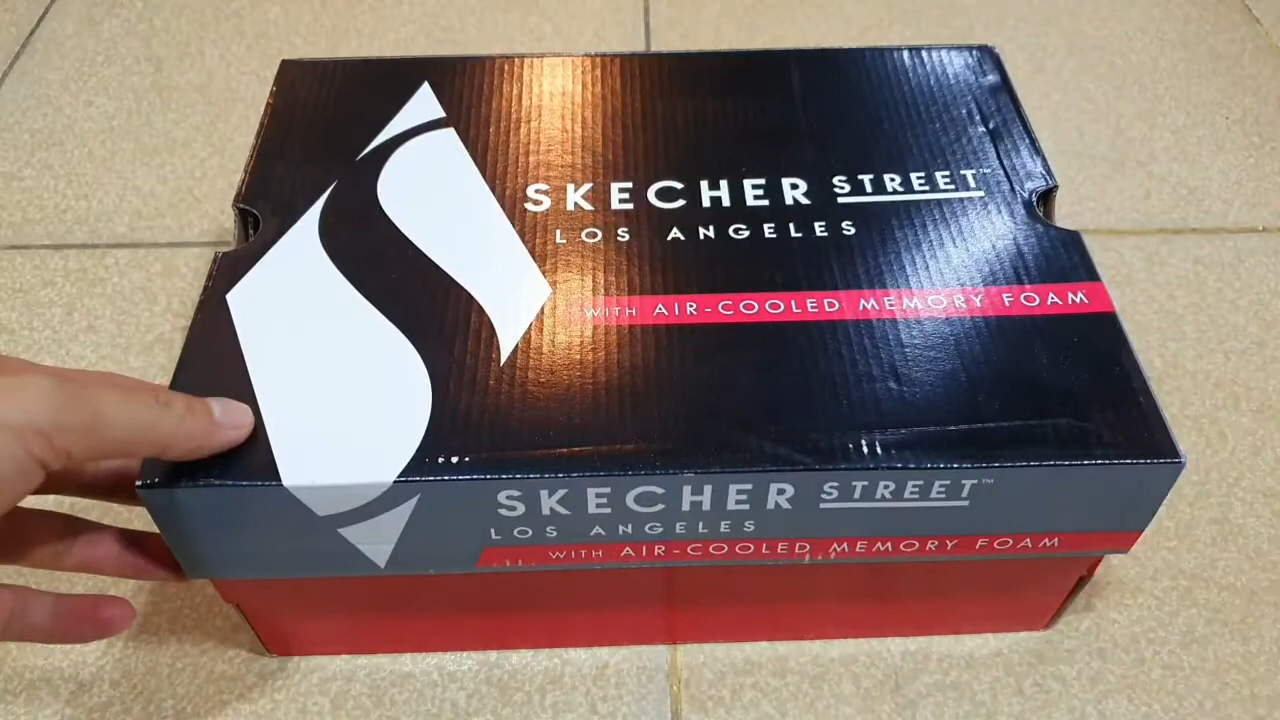 SKECHER STREET™
LOS ANGELES
WITH AIR-COOLED MEMORY FOAM
SKECHER STREET™
LOS ANGELES
WITH AIR-COOLED MEMORY FOAM